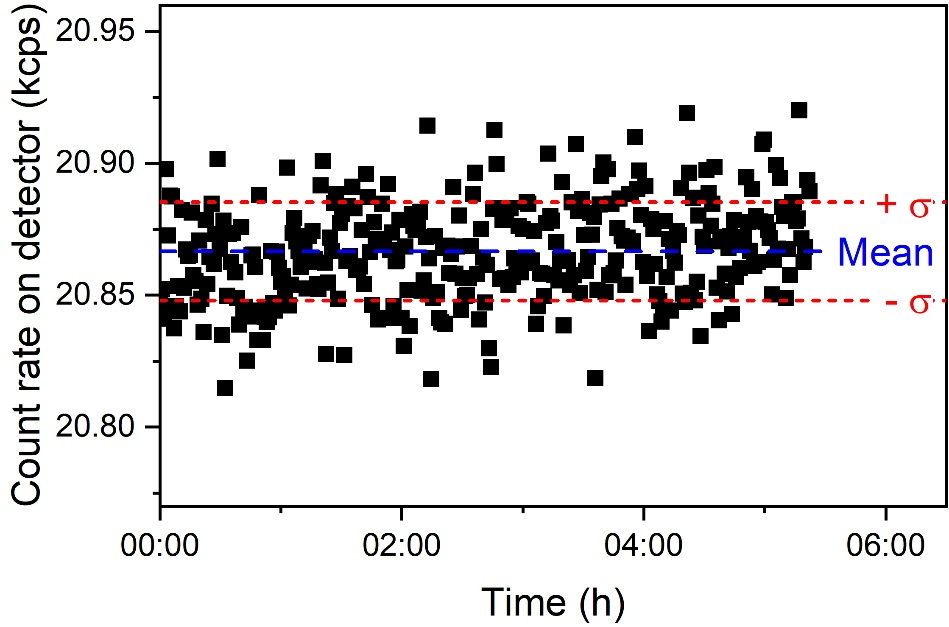 Count rate on detector (kcps)
20.95
20.90
20.85
20.80
+ σ
Mean
- σ
00:00
02:00
04:00
06:00
Time (h)